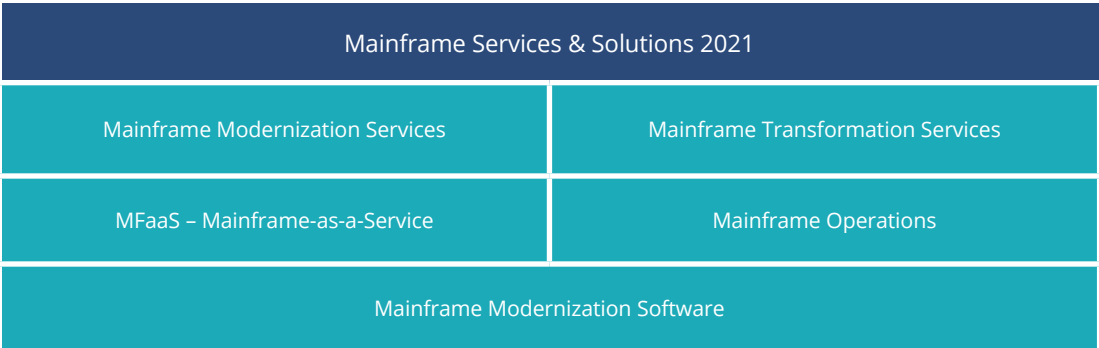 Mainframe Services & Solutions 2021
Mainframe Modernization Services
Mainframe Transformation Services
MFaaS – Mainframe-as-a-Service
Mainframe Operations
Mainframe Modernization Software